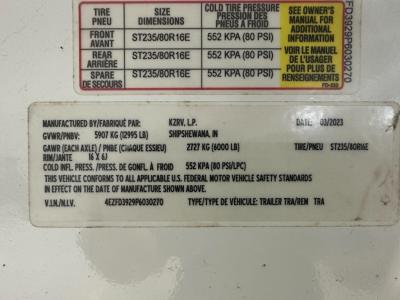 TIRE PNEU SIZE DIMENSIONS COLD TIRE PRESSURE PRESSION DES PNEUS A FROID
FRONT AVANT ST235/80R16E 552 KPA (80 PSI)
REAR ARRIERE ST235/80R16E 552 KPA (80 PSI)
SPARE DE SECOURS ST235/80R16E 552 KPA (80 PSI)
SEE OWNER'S
MANUAL FOR
ADDITIONAL
INFORMATION
VOIR LE MANUEL
DE L'USAGER
POUR PLUS DE
RENSEIGNEMENTS
MANUFACTURED BY/FABRIQUÉ PAR: KZRV, L.P. DATE: 03/2023
GVWR/PNBV: 5907 KG (12995 LB) SHIPSHEWANA, IN
GAWR (EACH AXLE) / PNBE (CHAQUE ESSIEU) 2727 KG (6000 LB) TIRE/PNEU ST235/80R16E
RIM/JANTE 16 X 6J
COLD INFL. PRESS./PRESS. DE GONFL. À FROID 552 KPA (80 PSI/LPC)
THIS VEHICLE CONFORMS TO ALL APPLICABLE U.S. FEDERAL MOTOR VEHICLE SAFETY STANDARDS
IN EFFECT ON THE DATE OF MANUFACTURE SHOWN ABOVE.
V.I.N./N.I.V. 4EZFD3929P6030270 TYPE OF VEHICLE/TYPE DE VÉHICULE: TRAILER TRA/REM TRA